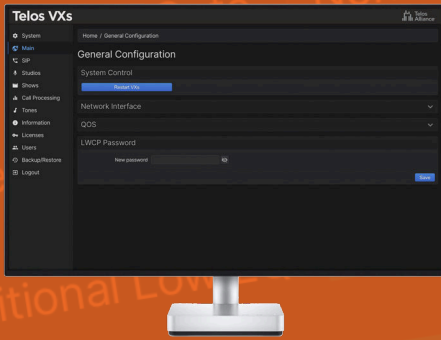 Telos VXs
Telos
Alliance
System
Main
SIP
Studios
Shows
Call Processing
Tones
Information
Licenses
Users
Backup/Restore
Logout
Home / General Configuration
General Configuration
System Control
Restart VXs
Network Interface
QOS
LWCP Password
New password
Save
itional Low